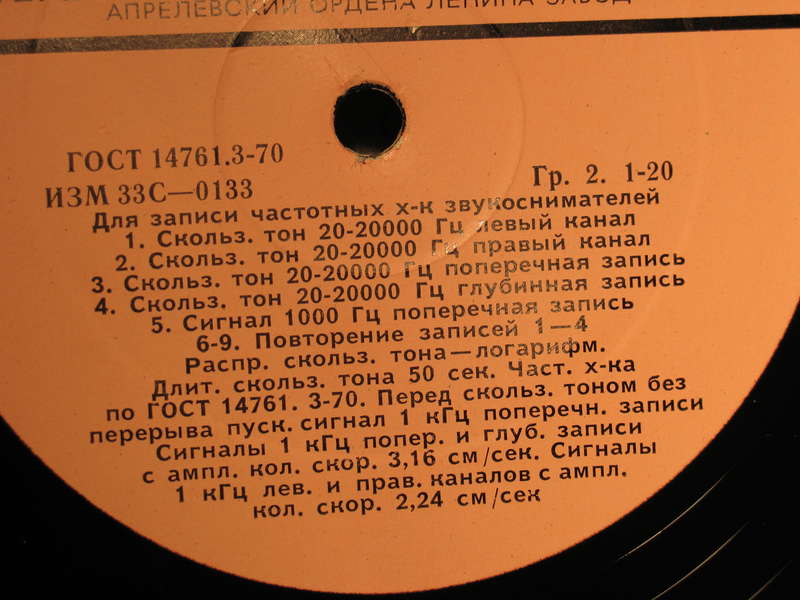 АПРЕЛЕВСКИЙ ОРДЕНА ЛЕНИНА ЗАВОД
ГОСТ 14761.3-70
Гр. 2. 1-20
ИЗМ 33С—0133
Для записи частотных х-к звукоснимателей
1. Скольз. тон 20-20000 Гц левый канал
2. Скольз. тон 20-20000 Гц правый канал
3. Скольз. тон 20-20000 Гц поперечная запись
4. Скольз. тон 20-20000 Гц глубинная запись
5. Сигнал 1000 Гц поперечная запись
6-9. Повторение записей 1—4
Распр. скольз. тона—логарифм.
Длит. скольз. тона 50 сек. Част. х-ка
по ГОСТ 14761. 3-70. Перед скольз. тоном без
перерыва пуск. сигнал 1 кГц поперечн. записи
Сигналы 1 кГц попер. и глуб. записи
с ампл. кол. скор. 3,16 см/сек. Сигналы
1 кГц лев. и прав. каналов с ампл.
кол. скор. 2,24 см/сек